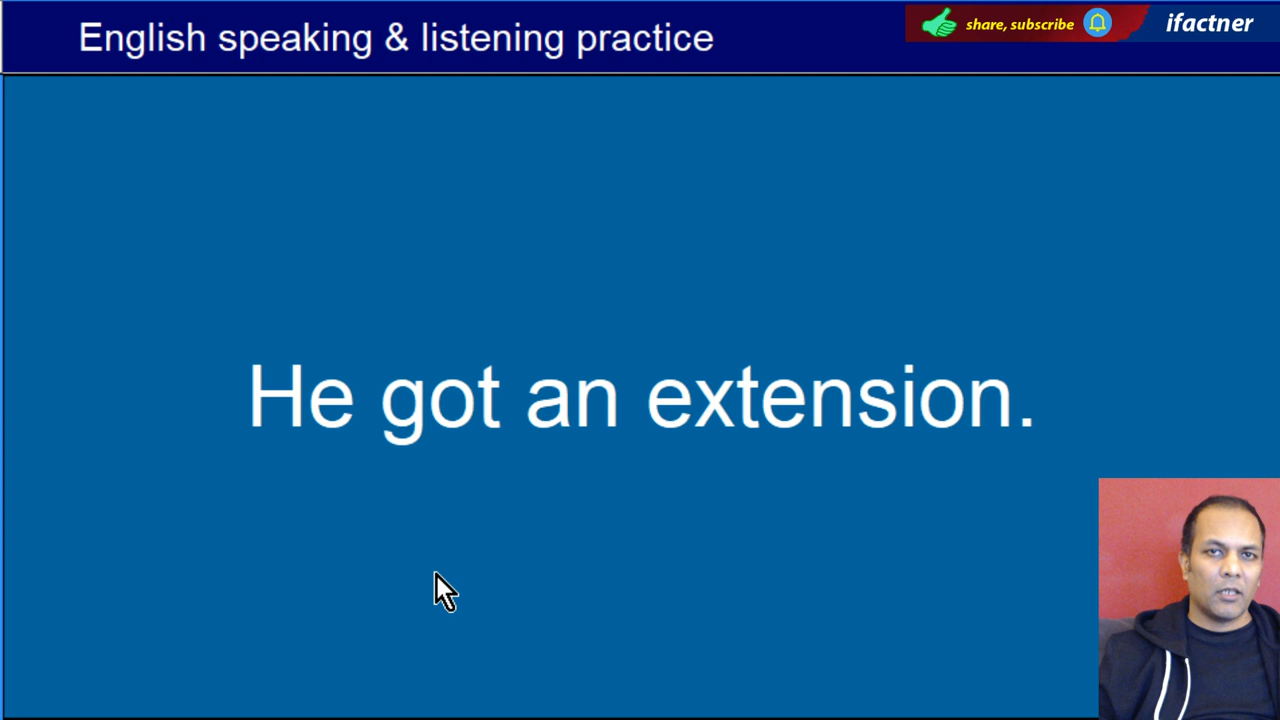 English speaking & listening practice
share, subscribe
ifactner
He got an extension.